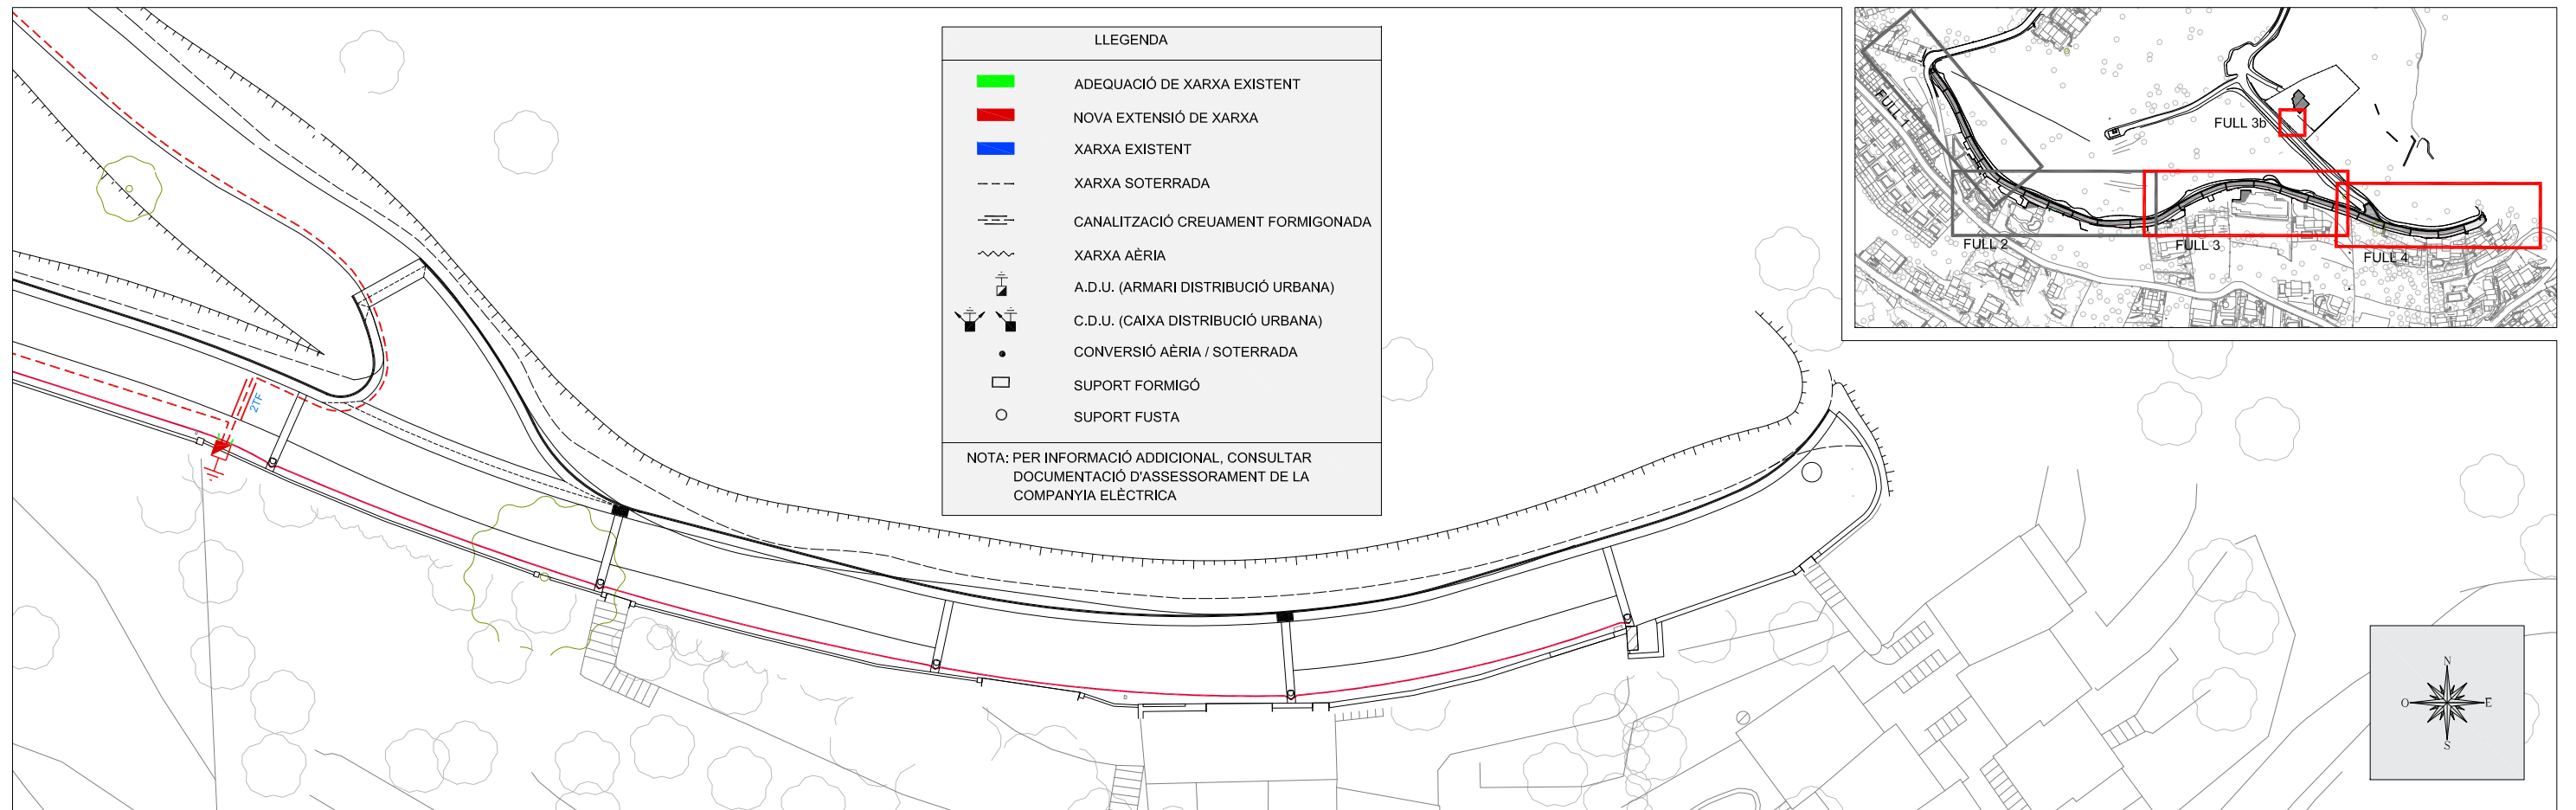 LLEGENDA
ADEQUACIÓ DE XARXA EXISTENT
NOVA EXTENSIÓ DE XARXA
XARXA EXISTENT
XARXA SOTERRADA
CANALITZACIÓ CREUAMENT FORMIGONADA
XARXA AÈRIA
A.D.U. (ARMARI DISTRIBUCIÓ URBANA)
C.D.U. (CAIXA DISTRIBUCIÓ URBANA)
CONVERSIÓ AÈRIA / SOTERRADA
SUPORT FORMIGÓ
SUPORT FUSTA
NOTA: PER INFORMACIÓ ADDICIONAL, CONSULTAR
DOCUMENTACIÓ D'ASSESSORAMENT DE LA
COMPANYIA ELÈCTRICA
2TF
FULL 1
FULL 2
FULL 3
FULL 3b
FULL 4
N
O
E
S